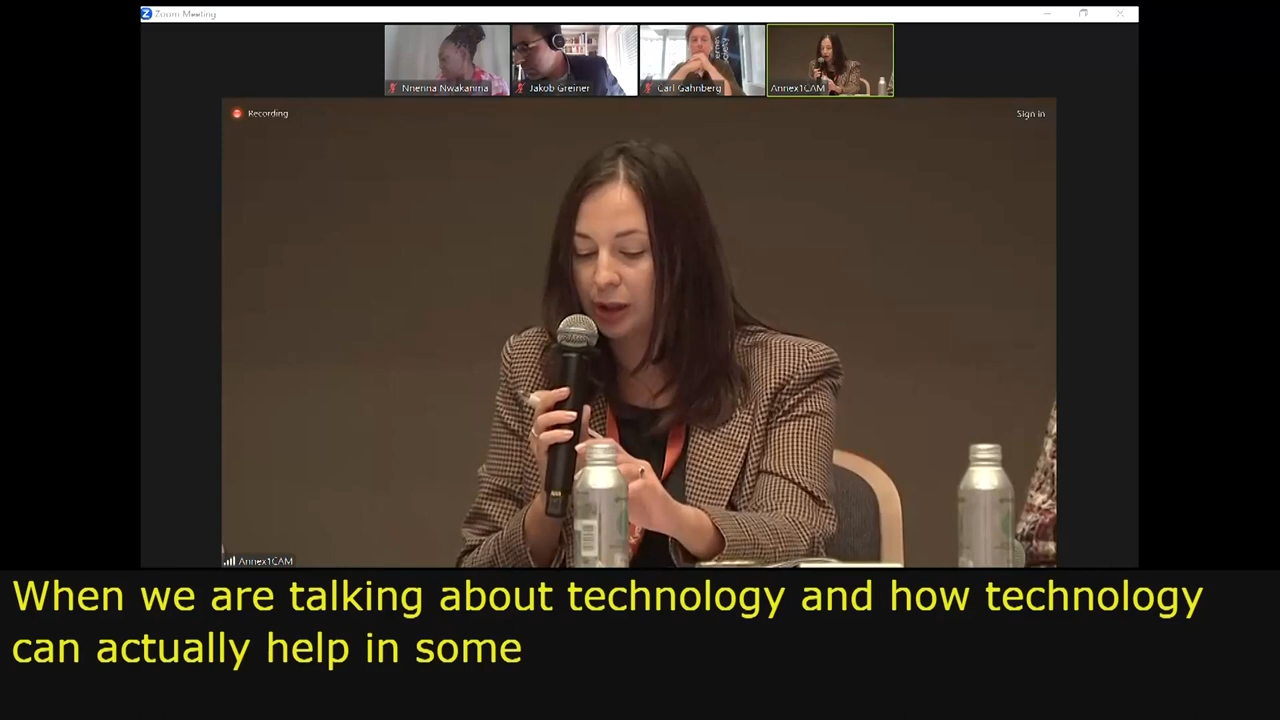 Zoom Meeting
Nnenna Nwakanma
Jakob Greiner
Carl Gahnberg
Annex1CAM
Recording
Sign in
Annex1CAM
When we are talking about technology and how technology
can actually help in some